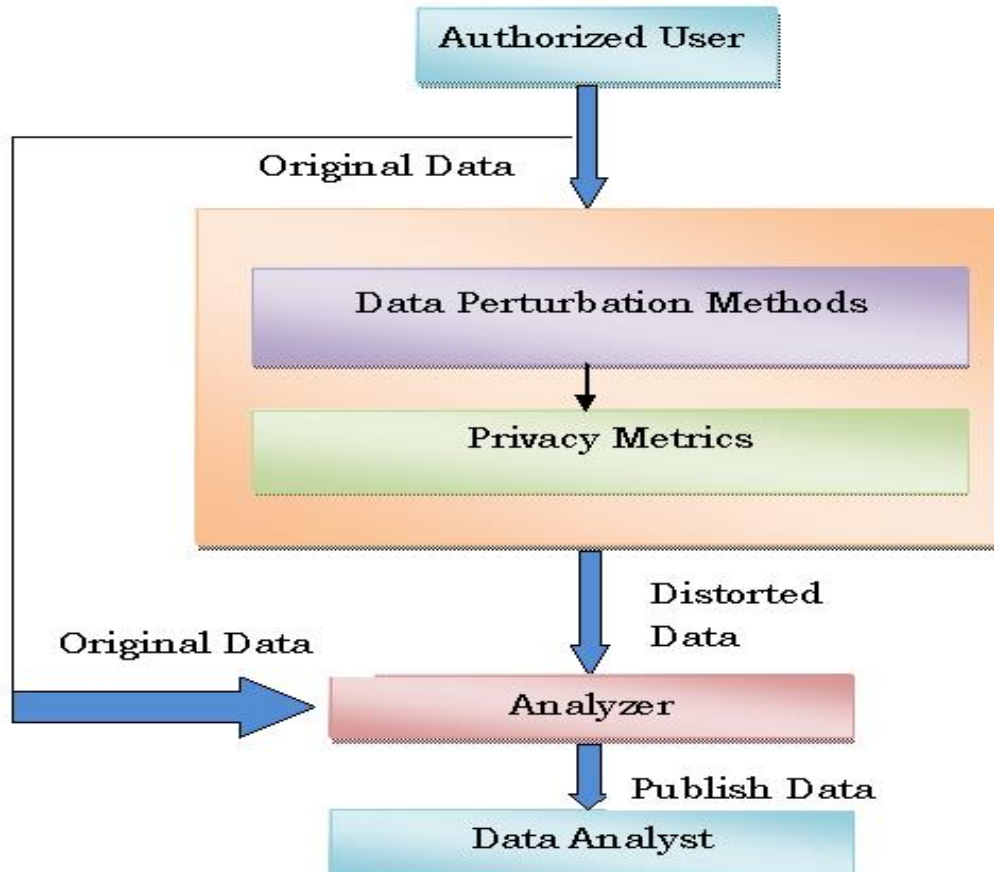 Authorized User
Original Data
Data Perturbation Methods
Privacy Metrics
Distorted
Data
Original Data
Analyzer
Publish Data
Data Analyst